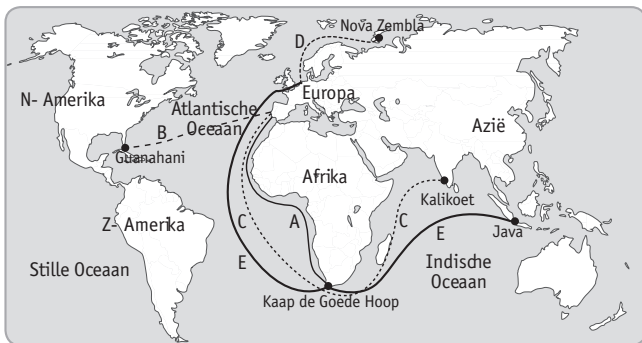 Nova Zembla
D
N- Amerika
Europa
Atlantische
Oceaan
Azië
B
Guanahani
Afrika
Kalikoet
Z- Amerika
A
C
C
E
Java
E
Stille Oceaan
Indische
Oceaan
Kaap de Goede Hoop